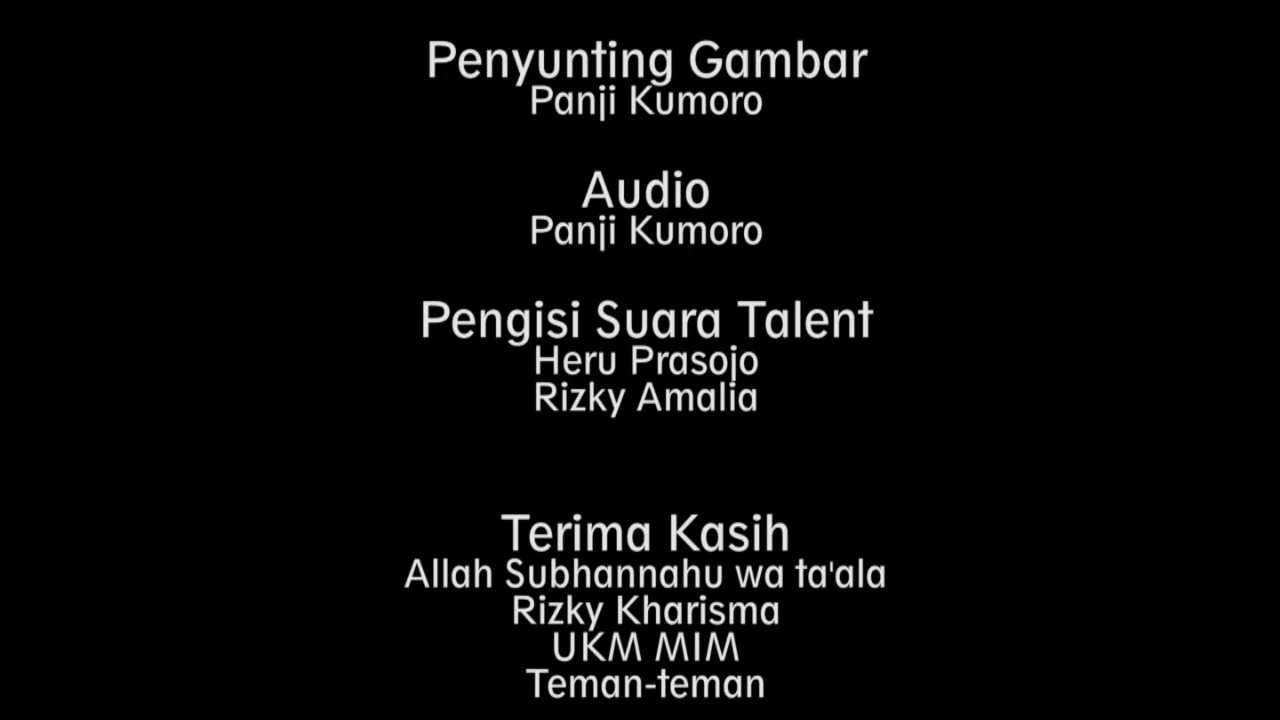 Penyunting Gambar
Panji Kumoro
Audio
Panji Kumoro
Pengisi Suara Talent
Heru Prasojo
Rizky Amalia
Terima Kasih
Allah Subhannahu wa ta'ala
Rizky Kharisma
UKM MIM
Teman-teman